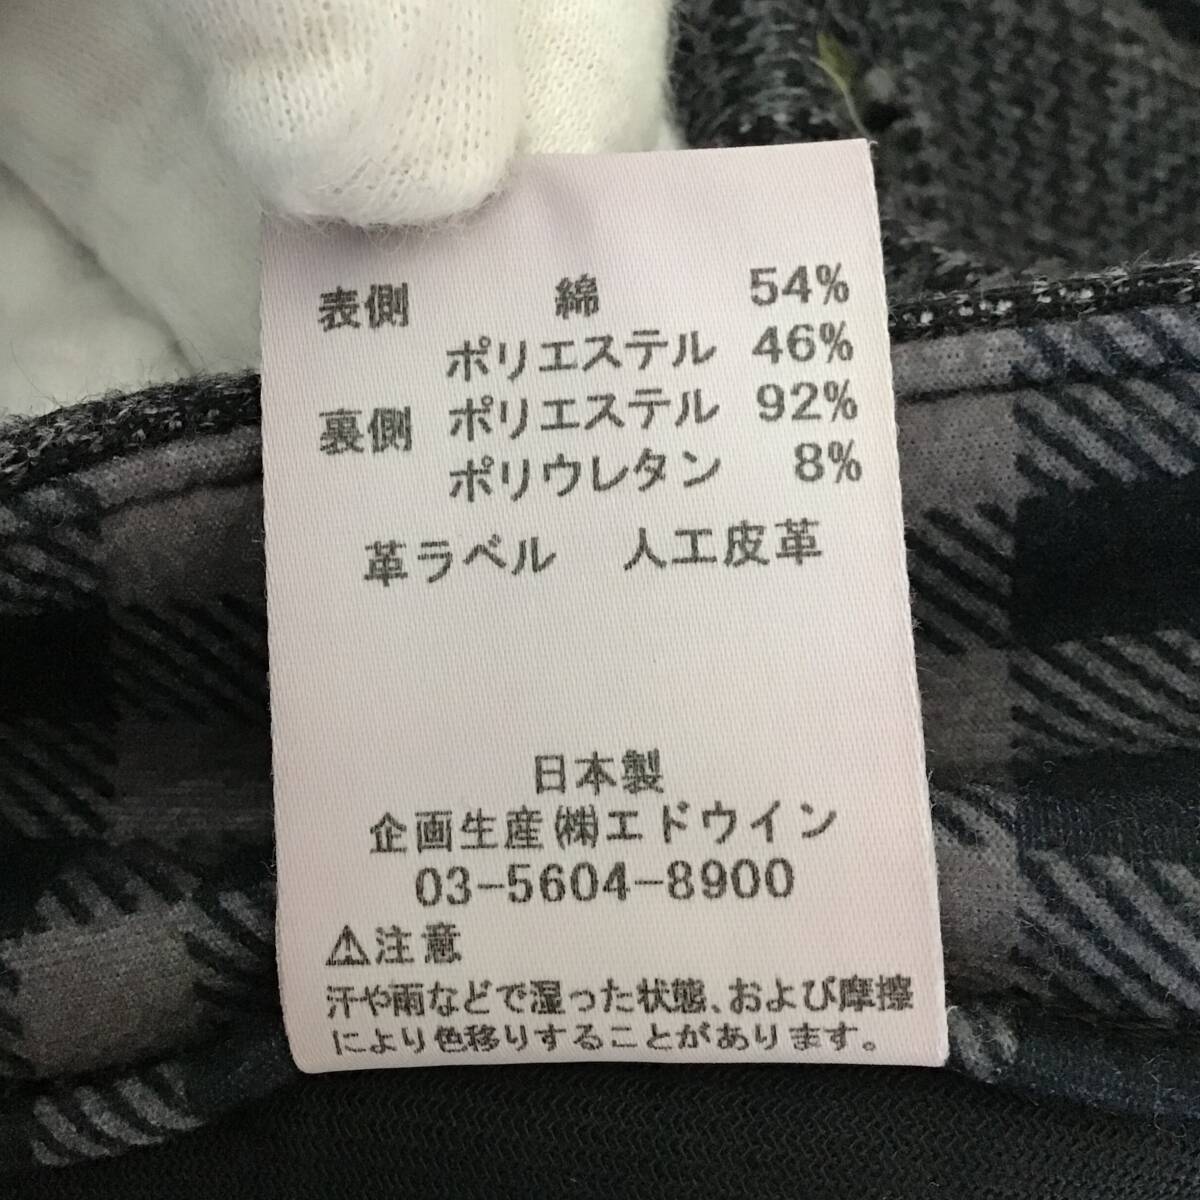 表側 綿 54%
ポリエステル 46%
裏側 ポリエステル 92%
ポリウレタン 8%
革ラベル 人工皮革
日本製
企画生産㈱エドウイン
03-5604-8900
⚠注意
汗や雨などで湿った状態、および摩擦
により色移りすることがあります。